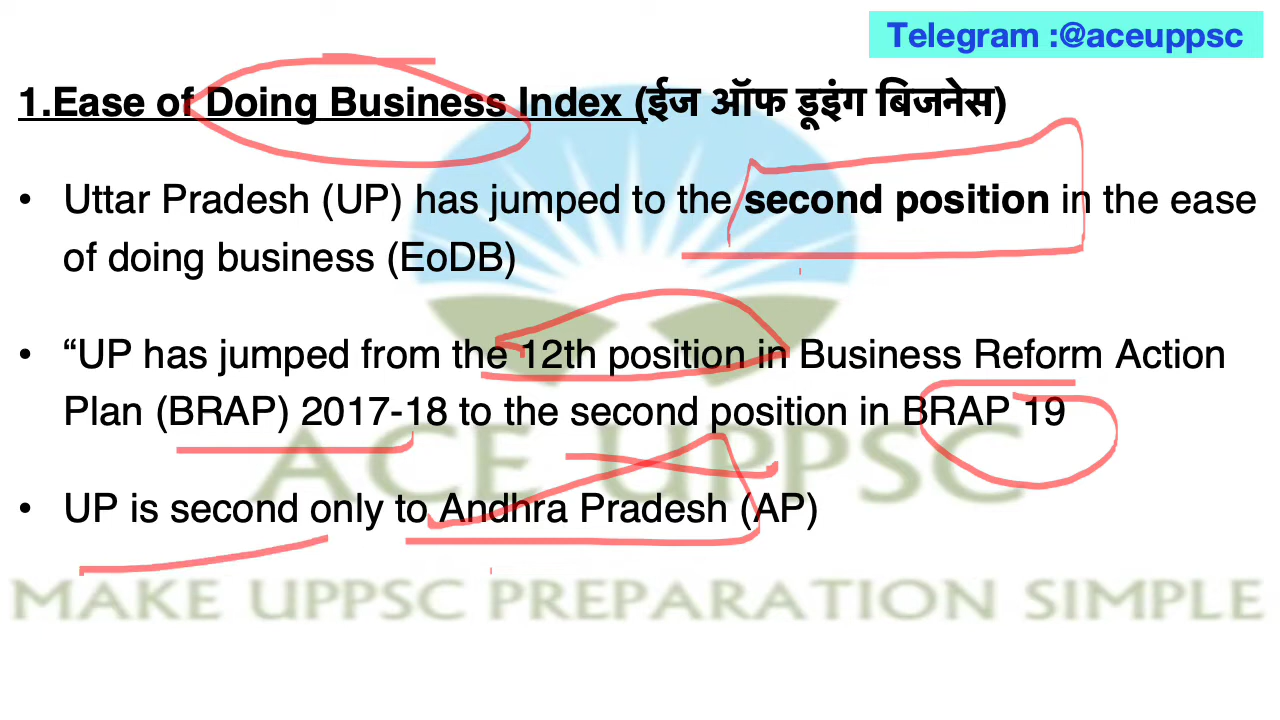 Telegram :@aceuppsc
1.Ease of Doing Business Index (ईज ऑफ डूइंग बिजनेस)
• Uttar Pradesh (UP) has jumped to the second position in the ease
of doing business (EoDB)
• “UP has jumped from the 12th position in Business Reform Action
Plan (BRAP) 2017-18 to the second position in BRAP 19
• UP is second only to Andhra Pradesh (AP)
ACE UPPSC
MAKE UPPSC PREPARATION SIMPLE